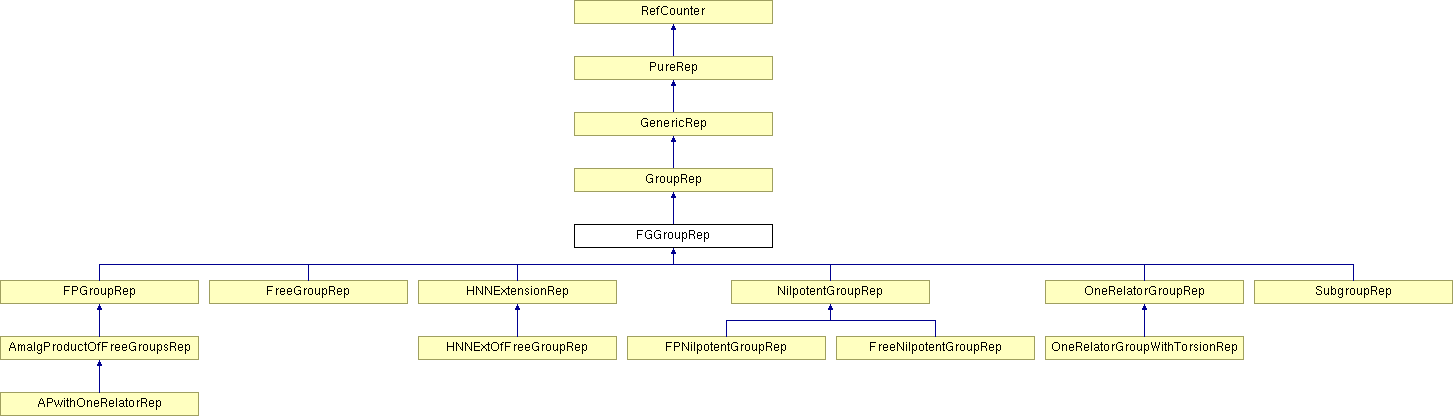 RefCounter
PureRep
GenericRep
GroupRep
FGGroupRep
FPGroupRep FreeGroupRep HNNExtensionRep NilpotentGroupRep OneRelatorGroupRep SubgroupRep
AmalgProductOfFreeGroupsRep HNNExtOfFreeGroupRep FPNilpotentGroupRep FreeNilpotentGroupRep OneRelatorGroupWithTorsionRep
APwithOneRelatorRep